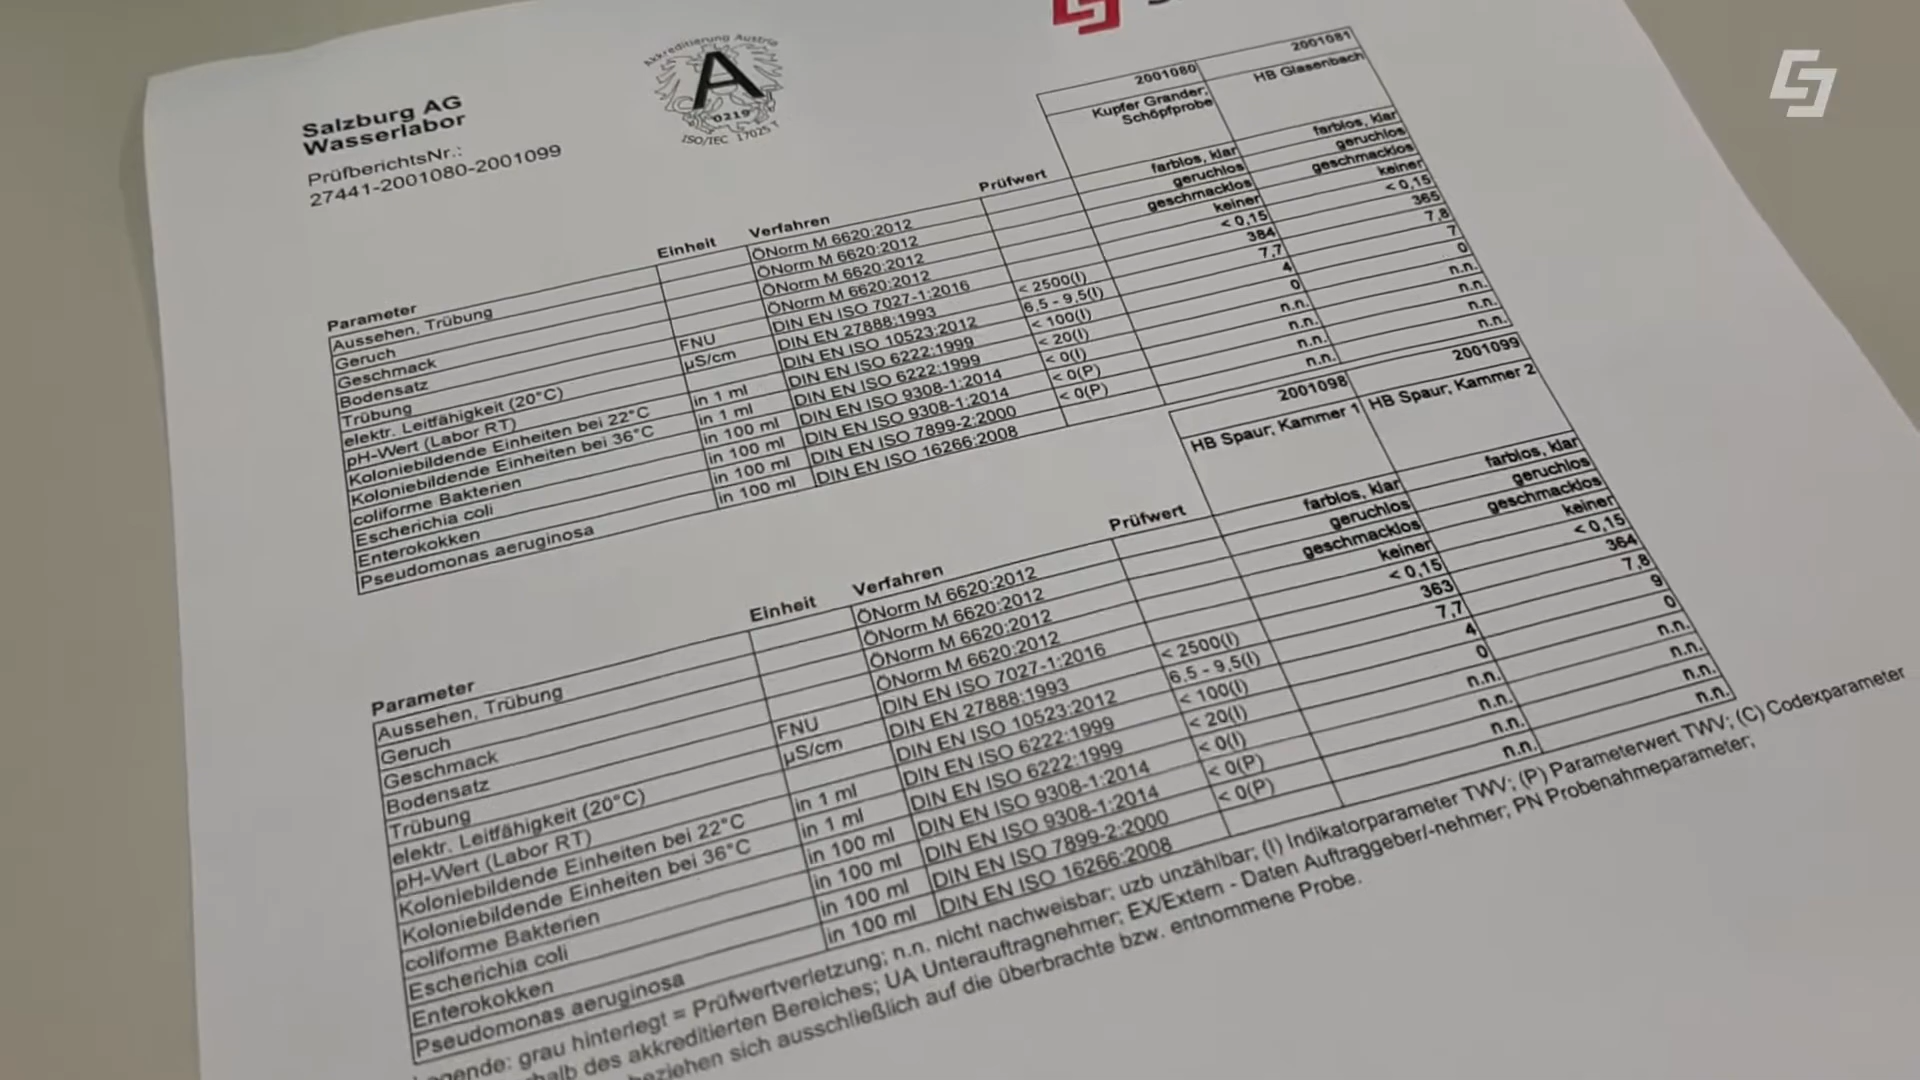 Salzburg AG
Wasserlabor
PrüfberichtsNr.:
27441-2001080-2001099
Akkreditierung Austria
A
0219
ISO/IEC 17025 T
2001080 2001081
Kupfer Grander; Schöpfprobe HB Glasenbach
Parameter Einheit Verfahren Prüfwert
Aussehen, Trübung ÖNorm M 6620:2012 farblos, klar farblos, klar
Geruch ÖNorm M 6620:2012 geruchlos geruchlos
Geschmack ÖNorm M 6620:2012 geschmacklos geschmacklos
Bodensatz ÖNorm M 6620:2012 keiner keiner
Trübung FNU DIN EN ISO 7027-1:2016 < 0,15 < 0,15
elektr. Leitfähigkeit (20°C) µS/cm DIN EN 27888:1993 < 2500(I) 384 365
pH-Wert (Labor RT) DIN EN ISO 10523:2012 6,5 - 9,5(I) 7,7 7,8
Koloniebildende Einheiten bei 22°C in 1 ml DIN EN ISO 6222:1999 < 100(I) 4 7
Koloniebildende Einheiten bei 36°C in 1 ml DIN EN ISO 6222:1999 < 20(I) 0 0
coliforme Bakterien in 100 ml DIN EN ISO 9308-1:2014 < 0(I) n.n. n.n.
Escherichia coli in 100 ml DIN EN ISO 9308-1:2014 < 0(P) n.n. n.n.
Enterokokken in 100 ml DIN EN ISO 7899-2:2000 < 0(P) n.n. n.n.
Pseudomonas aeruginosa in 100 ml DIN EN ISO 16266:2008 n.n. n.n.
2001098 2001099
HB Spaur; Kammer 1 HB Spaur; Kammer 2
Parameter Einheit Verfahren Prüfwert
Aussehen, Trübung ÖNorm M 6620:2012 farblos, klar farblos, klar
Geruch ÖNorm M 6620:2012 geruchlos geruchlos
Geschmack ÖNorm M 6620:2012 geschmacklos geschmacklos
Bodensatz ÖNorm M 6620:2012 keiner keiner
Trübung FNU DIN EN ISO 7027-1:2016 < 0,15 < 0,15
elektr. Leitfähigkeit (20°C) µS/cm DIN EN 27888:1993 < 2500(I) 363 364
pH-Wert (Labor RT) DIN EN ISO 10523:2012 6,5 - 9,5(I) 7,7 7,8
Koloniebildende Einheiten bei 22°C in 1 ml DIN EN ISO 6222:1999 < 100(I) 4 9
Koloniebildende Einheiten bei 36°C in 1 ml DIN EN ISO 6222:1999 < 20(I) 0 0
coliforme Bakterien in 100 ml DIN EN ISO 9308-1:2014 < 0(I) n.n. n.n.
Escherichia coli in 100 ml DIN EN ISO 9308-1:2014 < 0(P) n.n. n.n.
Enterokokken in 100 ml DIN EN ISO 7899-2:2000 < 0(P) n.n. n.n.
Pseudomonas aeruginosa in 100 ml DIN EN ISO 16266:2008 n.n. n.n.
grau hinterlegt = Prüfwertverletzung; n.n. nicht nachweisbar; uzb unzählbar; (I) Indikatorparameter TWV; (P) Parameterwert TWV; (C) Codexparameter
des akkreditierten Bereiches; UA Unterauftragnehmer; EX/Extern - Daten Auftraggeber/-nehmer; PN Probenahmeparameter;
beziehen sich ausschließlich auf die überbrachte bzw. entnommene Probe.